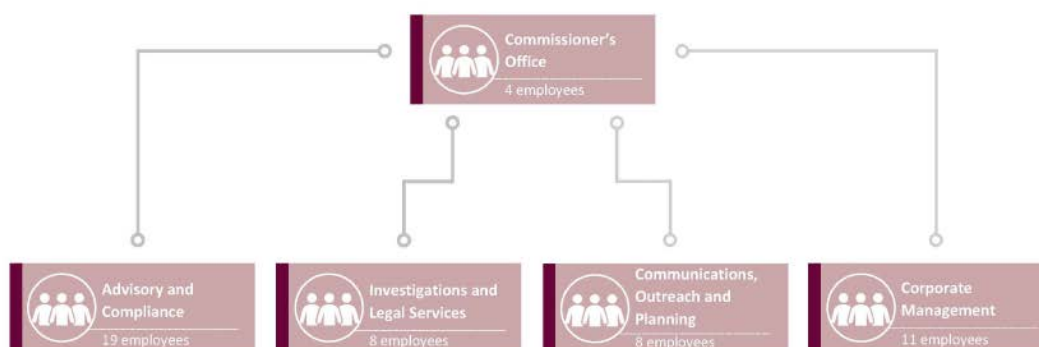 Commissioner's
Office
4 employees
Advisory and
Compliance
19 employees
Investigations and
Legal Services
8 employees
Communications,
Outreach and
Planning
8 employees
Corporate
Management
11 employees